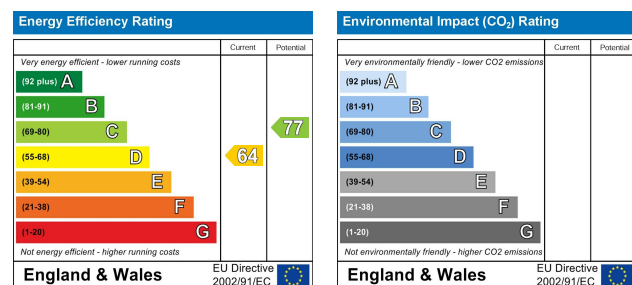 Energy Efficiency Rating
Current Potential
Very energy efficient - lower running costs
(92 plus) A
(81-91) B
(69-80) C
77
(55-68) D
64
(39-54) E
(21-38) F
(1-20) G
Not energy efficient - higher running costs
England & Wales
EU Directive
2002/91/EC
Environmental Impact (CO2) Rating
Current Potential
Very environmentally friendly - lower CO2 emissions
(92 plus) A
(81-91) B
(69-80) C
(55-68) D
(39-54) E
(21-38) F
(1-20) G
Not environmentally friendly - higher CO2 emissions
England & Wales
EU Directive
2002/91/EC